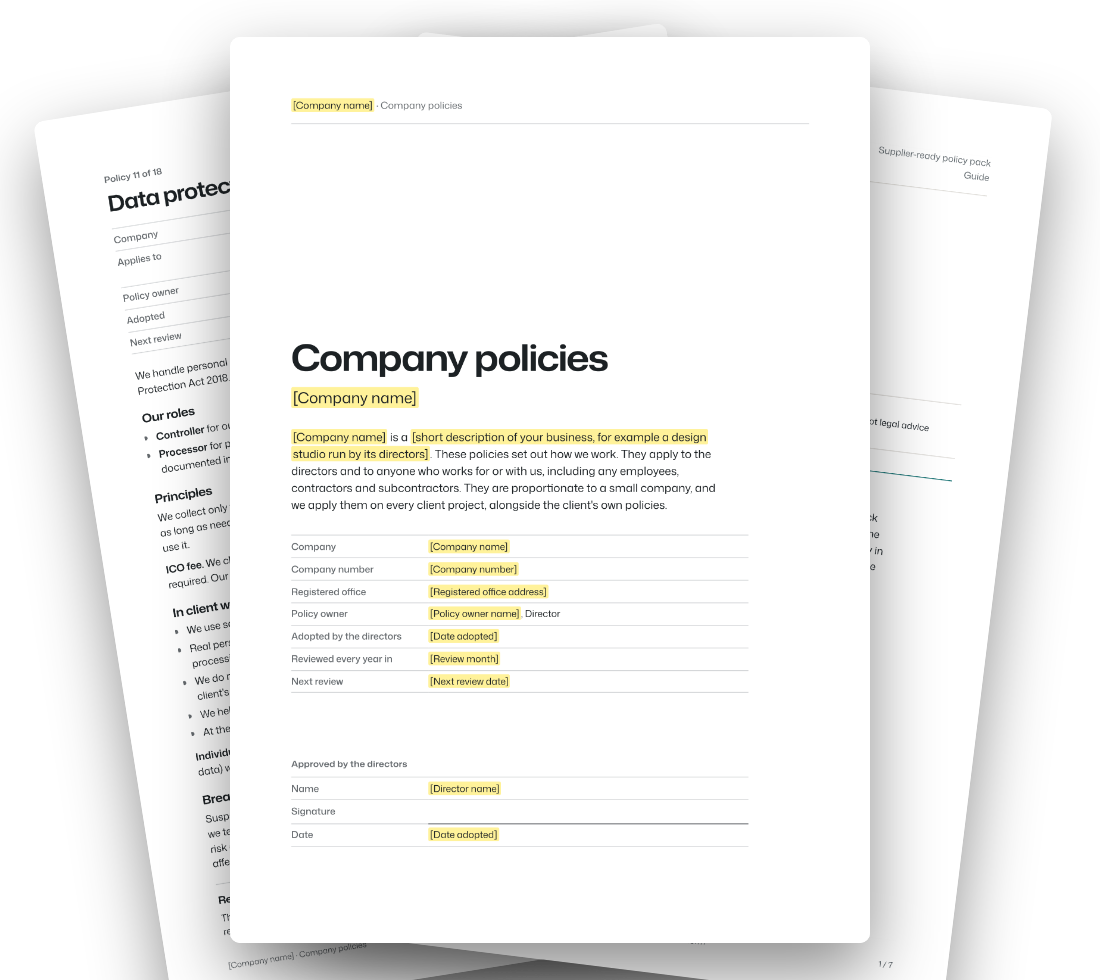 [Company name] · Company policies
Company policies
[Company name]
[Company name] is a [short description of your business, for example a design
studio run by its directors]. These policies set out how we work. They apply to the
directors and to anyone who works for or with us, including any employees,
contractors and subcontractors. They are proportionate to a small company, and
we apply them on every client project, alongside the client's own policies.
Company [Company name]
Company number [Company number]
Registered office [Registered office address]
Policy owner [Policy owner name], Director
Adopted by the directors [Date adopted]
Reviewed every year in [Review month]
Next review [Next review date]
Approved by the directors
Name [Director name]
Signature
Date [Date adopted]
Policy 11 of 18
Data protec
Company
Applies to
Policy owner
Adopted
Next review
We handle personal
Protection Act 2018.
Our roles
Controller for ou
Processor for p
documented in
Principles
We collect only
as long as need
use it.
ICO fee. We ch
required. Our
In client w
We use so
Real pers
process
We do n
client's
We hel
At the
Individu
data) w
Brea
Susp
we te
risk
affe
Re
Th
re
[Company name] · Company policies
Supplier-ready policy pack
Guide
ot legal advice
ck
ne
y in
e
1 / 7